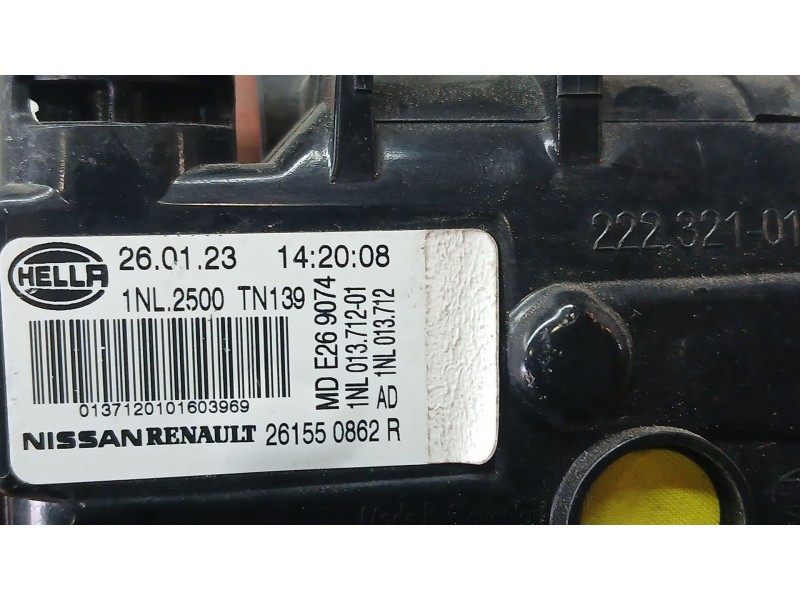 222.321-01
HELLA
26.01.23 14:20:08
1NL.2500 TN139
0137120101603969
NISSAN RENAULT 26155 0862 R
MD E26 9074
1NL 013.712-01
1NL 013.712
AD